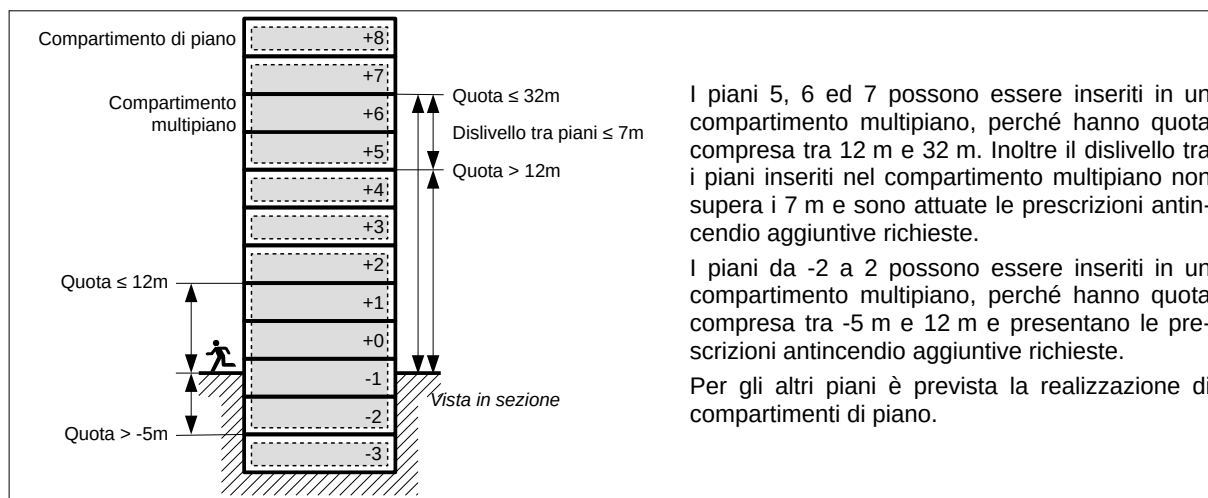 Compartimento di piano
Compartimento
multipiano
Quota ≤ 12m
Quota > -5m
+8
+7
+6
+5
+4
+3
+2
+1
+0
-1
-2
-3
Quota ≤ 32m
Dislivello tra piani ≤ 7m
Quota > 12m
Vista in sezione
I piani 5, 6 ed 7 possono essere inseriti in un
compartimento multipiano, perché hanno quota
compresa tra 12 m e 32 m. Inoltre il dislivello tra
i piani inseriti nel compartimento multipiano non
supera i 7 m e sono attuate le prescrizioni antin-
cendio aggiuntive richieste.
I piani da -2 a 2 possono essere inseriti in un
compartimento multipiano, perché hanno quota
compresa tra -5 m e 12 m e presentano le pre-
scrizioni antincendio aggiuntive richieste.
Per gli altri piani è prevista la realizzazione di
compartimenti di piano.